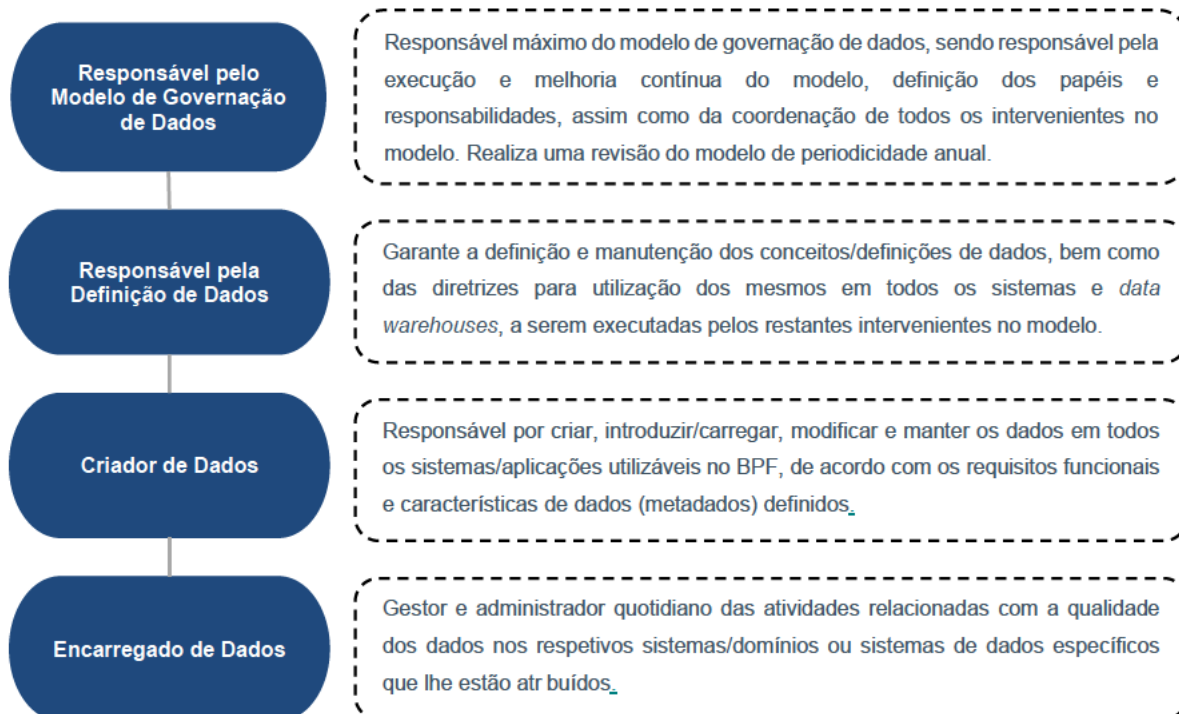 Responsável pelo
Modelo de Governação
de Dados
Responsável máximo do modelo de governação de dados, sendo responsável pela
execução e melhoria contínua do modelo, definição dos papéis e
responsabilidades, assim como da coordenação de todos os intervenientes no
modelo. Realiza uma revisão do modelo de periodicidade anual.
Responsável pela
Definição de Dados
Garante a definição e manutenção dos conceitos/definições de dados, bem como
das diretrizes para utilização dos mesmos em todos os sistemas e data
warehouses, a serem executadas pelos restantes intervenientes no modelo.
Criador de Dados
Responsável por criar, introduzir/carregar, modificar e manter os dados em todos
os sistemas/aplicações utilizáveis no BPF, de acordo com os requisitos funcionais
e características de dados (metadados) definidos.
Encarregado de Dados
Gestor e administrador quotidiano das atividades relacionadas com a qualidade
dos dados nos respetivos sistemas/domínios ou sistemas de dados específicos
que lhe estão atr buídos.